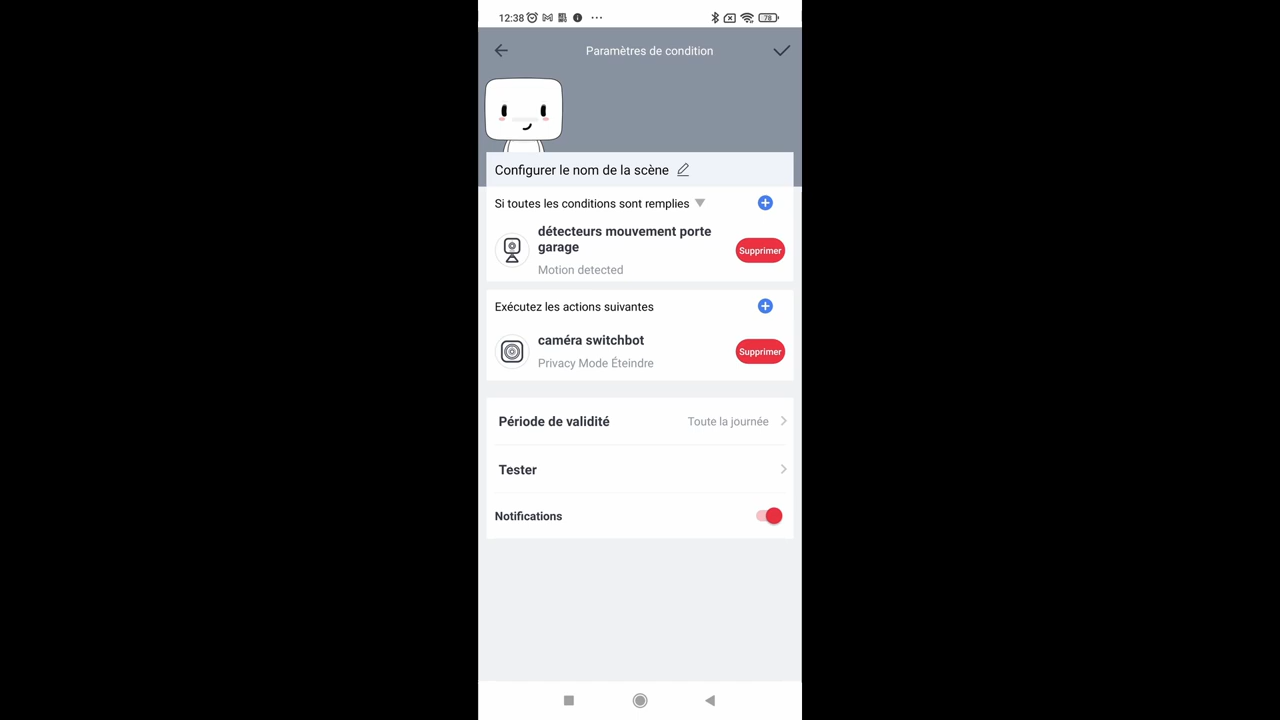 12:38
78
Paramètres de condition
Configurer le nom de la scène
Si toutes les conditions sont remplies
détecteurs mouvement porte
garage
Supprimer
Motion detected
Exécutez les actions suivantes
caméra switchbot
Supprimer
Privacy Mode Éteindre
Période de validité Toute la journée
Tester
Notifications